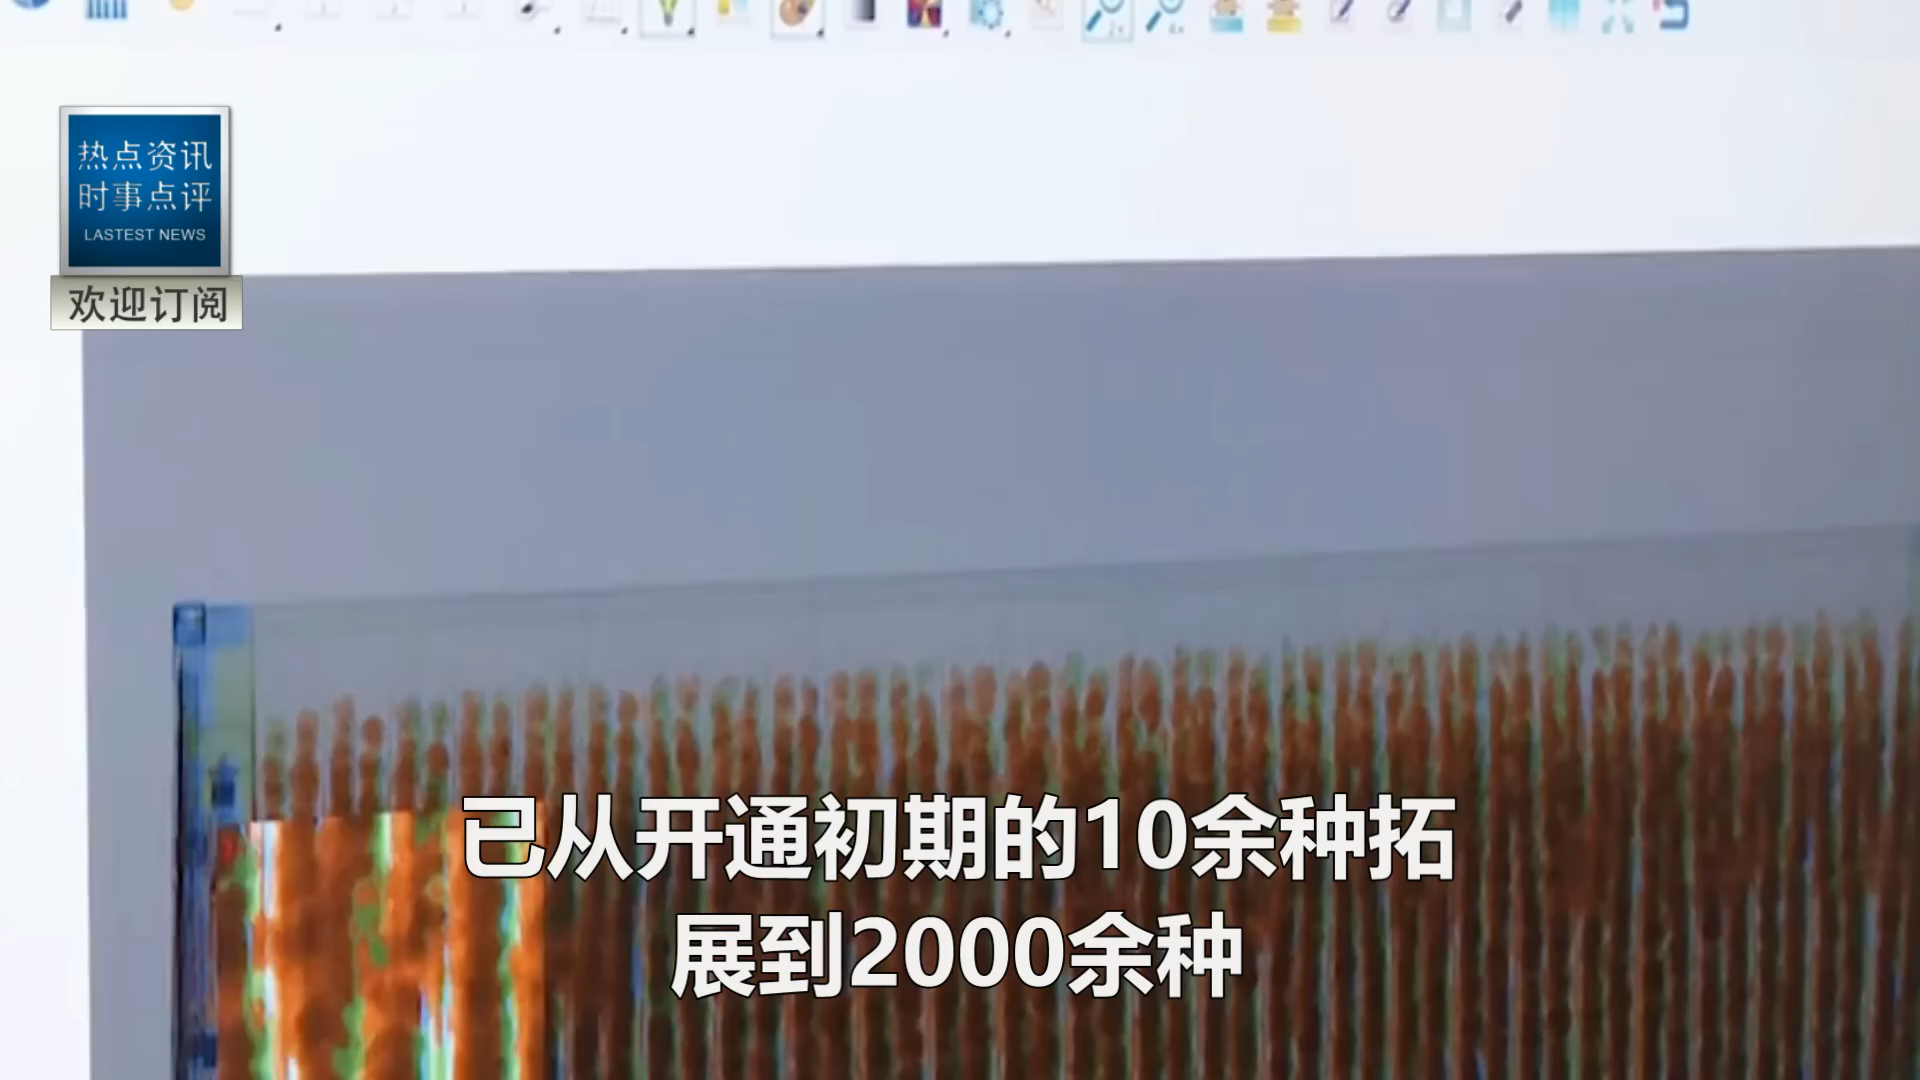 热点资讯
时事点评
LASTEST NEWS
欢迎订阅
已从开通初期的10余种拓
展到2000余种